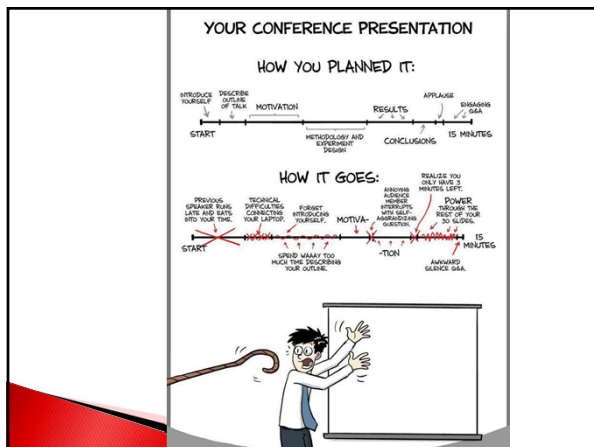 YOUR CONFERENCE PRESENTATION
HOW YOU PLANNED IT:
INTRODUCE
YOURSELF
DESCRIBE
OUTLINE
OF TALK
MOTIVATION
METHODOLOGY AND
EXPERIMENT
DESIGN
RESULTS
CONCLUSIONS
APPLAUSE
ENGAGING
Q&A
START
15 MINUTES
HOW IT GOES:
PREVIOUS
SPEAKER RUNS
LATE AND EATS
INTO YOUR TIME.
TECHNICAL
DIFFICULTIES
CONNECTING
YOUR LAPTOP.
FORGET
INTRODUCING
YOURSELF.
SPEND WAAAY TOO
MUCH TIME DESCRIBING
YOUR OUTLINE.
MOTIVA-
ANNOYING
AUDIENCE
MEMBER
INTERRUPTS
WITH SELF-
AGGRANDIZING
QUESTION.
-TION
REALIZE YOU
ONLY HAVE 3
MINUTES LEFT.
POWER
THROUGH
THE REST OF YOUR
30 SLIDES.
AWKWARD
SILENCE Q&A.
START
15
MINUTES